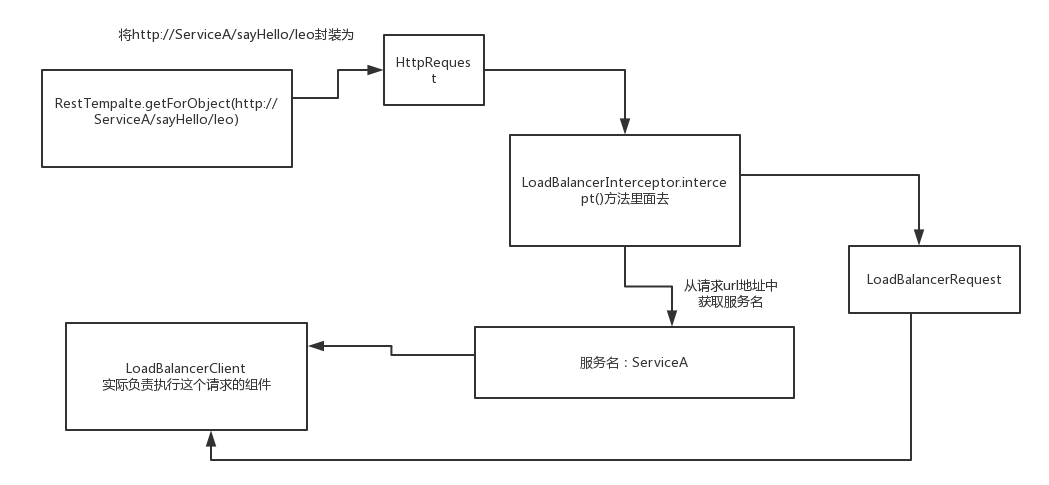 将http://ServiceA/sayHello/leo封装为
HttpReques
t
RestTempalte.getForObject(http://
ServiceA/sayHello/leo)
LoadBalancerInterceptor.interce
pt()方法里面去
LoadBalancerRequest
从请求url地址中
获取服务名
服务名：ServiceA
LoadBalancerClient
实际负责执行这个请求的组件